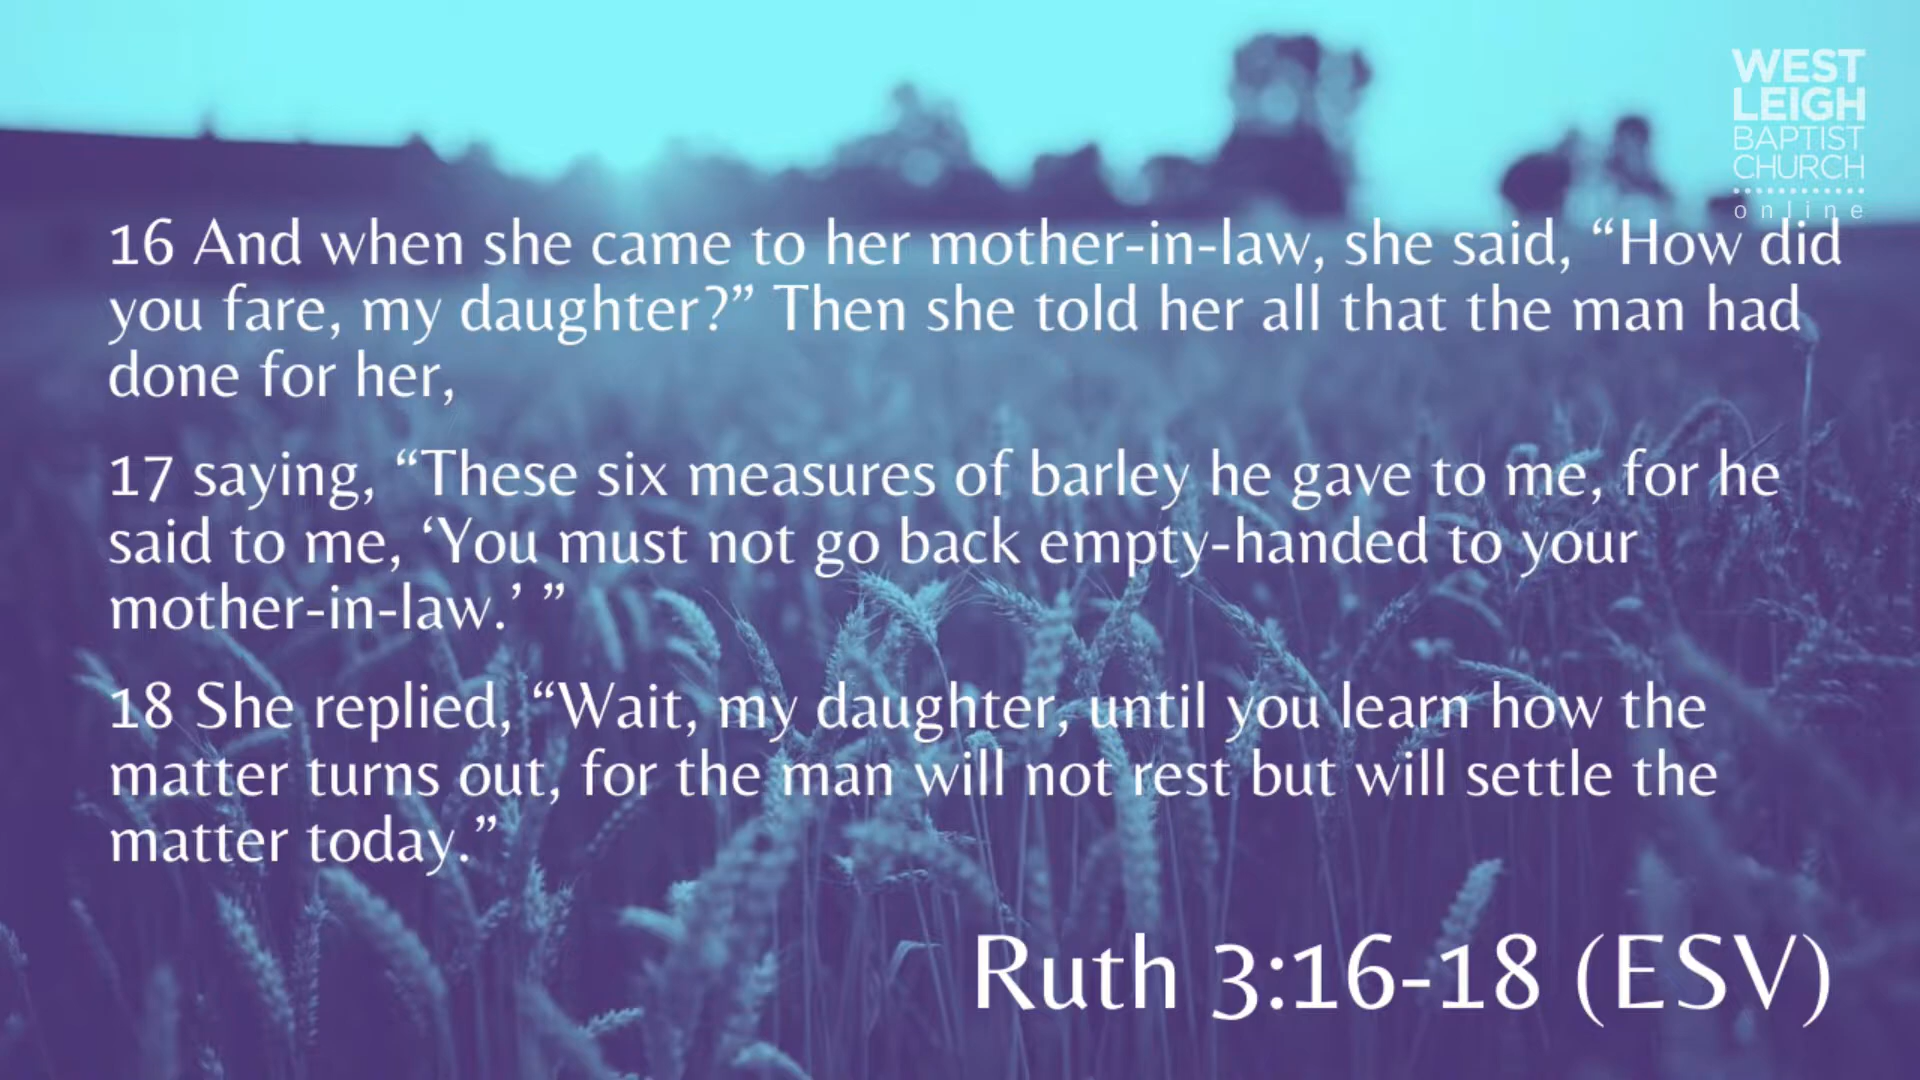 WEST
LEIGH
BAPTIST
CHURCH
online
16 And when she came to her mother-in-law, she said, “How did
you fare, my daughter?” Then she told her all that the man had
done for her,
17 saying, “These six measures of barley he gave to me, for he
said to me, ‘You must not go back empty-handed to your
mother-in-law.’ ”
18 She replied, “Wait, my daughter, until you learn how the
matter turns out, for the man will not rest but will settle the
matter today.”
Ruth 3:16-18 (ESV)